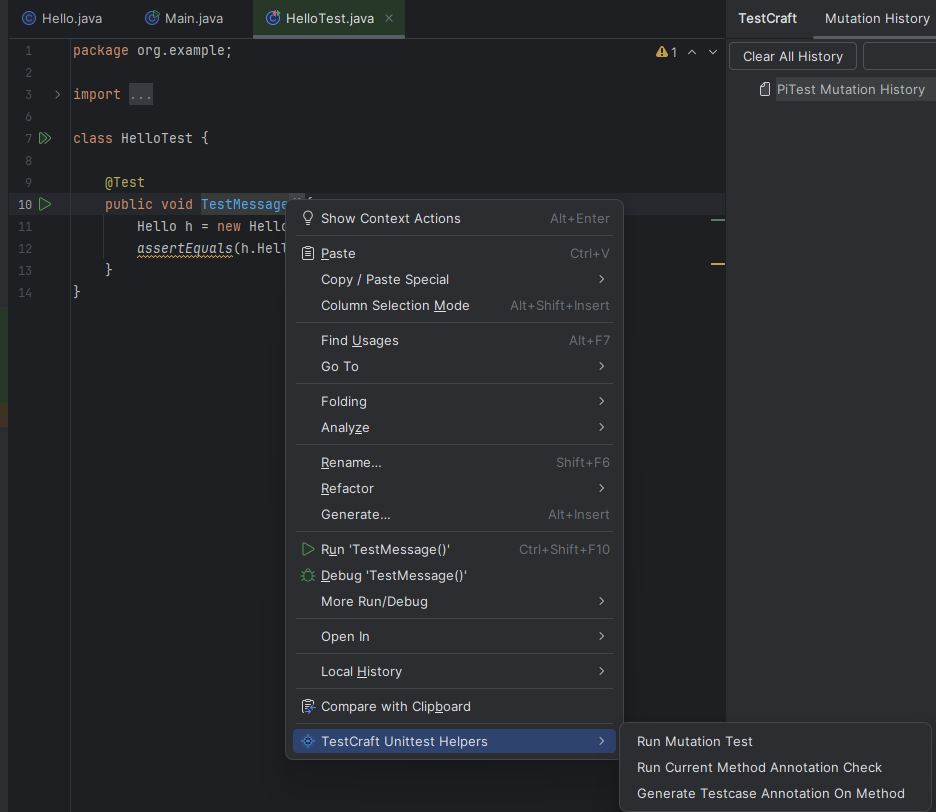 Hello.java Main.java HelloTest.java TestCraft Mutation History
1 package org.example; 1 Clear All History
2
3 import ... PiTest Mutation History
6
7 class HelloTest {
8
9 @Test
10 public void TestMessage
11 Hello h = new Hello
12 assertEquals(h.Hell
13 }
14 }
Show Context Actions Alt+Enter
Paste Ctrl+V
Copy / Paste Special
Column Selection Mode Alt+Shift+Insert
Find Usages Alt+F7
Go To
Folding
Analyze
Rename... Shift+F6
Refactor
Generate... Alt+Insert
Run 'TestMessage()' Ctrl+Shift+F10
Debug 'TestMessage()'
More Run/Debug
Open In
Local History
Compare with Clipboard
TestCraft Unittest Helpers
Run Mutation Test
Run Current Method Annotation Check
Generate Testcase Annotation On Method